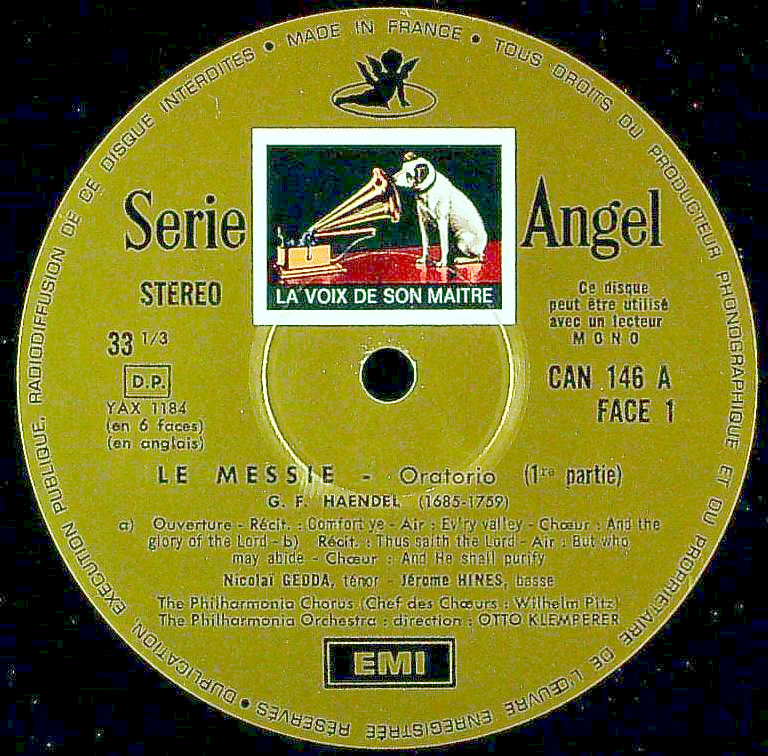 MADE IN FRANCE • TOUS DROITS DU PRODUCTEUR PHONOGRAPHIQUE ET DU PROPRIETAIRE DE L'ŒUVRE ENREGISTRÉE RÉSERVÉS • DUPLICATION, EXECUTION PUBLIQUE, RADIODIFFUSION DE CE DISQUE INTERDITES •
Serie Angel
LA VOIX DE SON MAITRE
STEREO
33 1/3
D.P.
YAX 1184
(en 6 faces)
(en anglais)
Ce disque
peut être utilisé
avec un lecteur
MONO
CAN 146 A
FACE 1
LE MESSIE - Oratorio (1re partie)
G. F. HAENDEL (1685-1759)
a) Ouverture - Récit. : Comfort ye - Air : Ev'ry valley - Chœur : And the
glory of the Lord - b) Récit. : Thus saith the Lord - Air : But who
may abide - Chœur : And He shall purify
Nicolaï GEDDA, ténor - Jérome HINES, basse
The Philharmonia Chorus (Chef des Chœurs : Wilhelm Pitz)
The Philharmonia Orchestra : direction : OTTO KLEMPERER
EMI